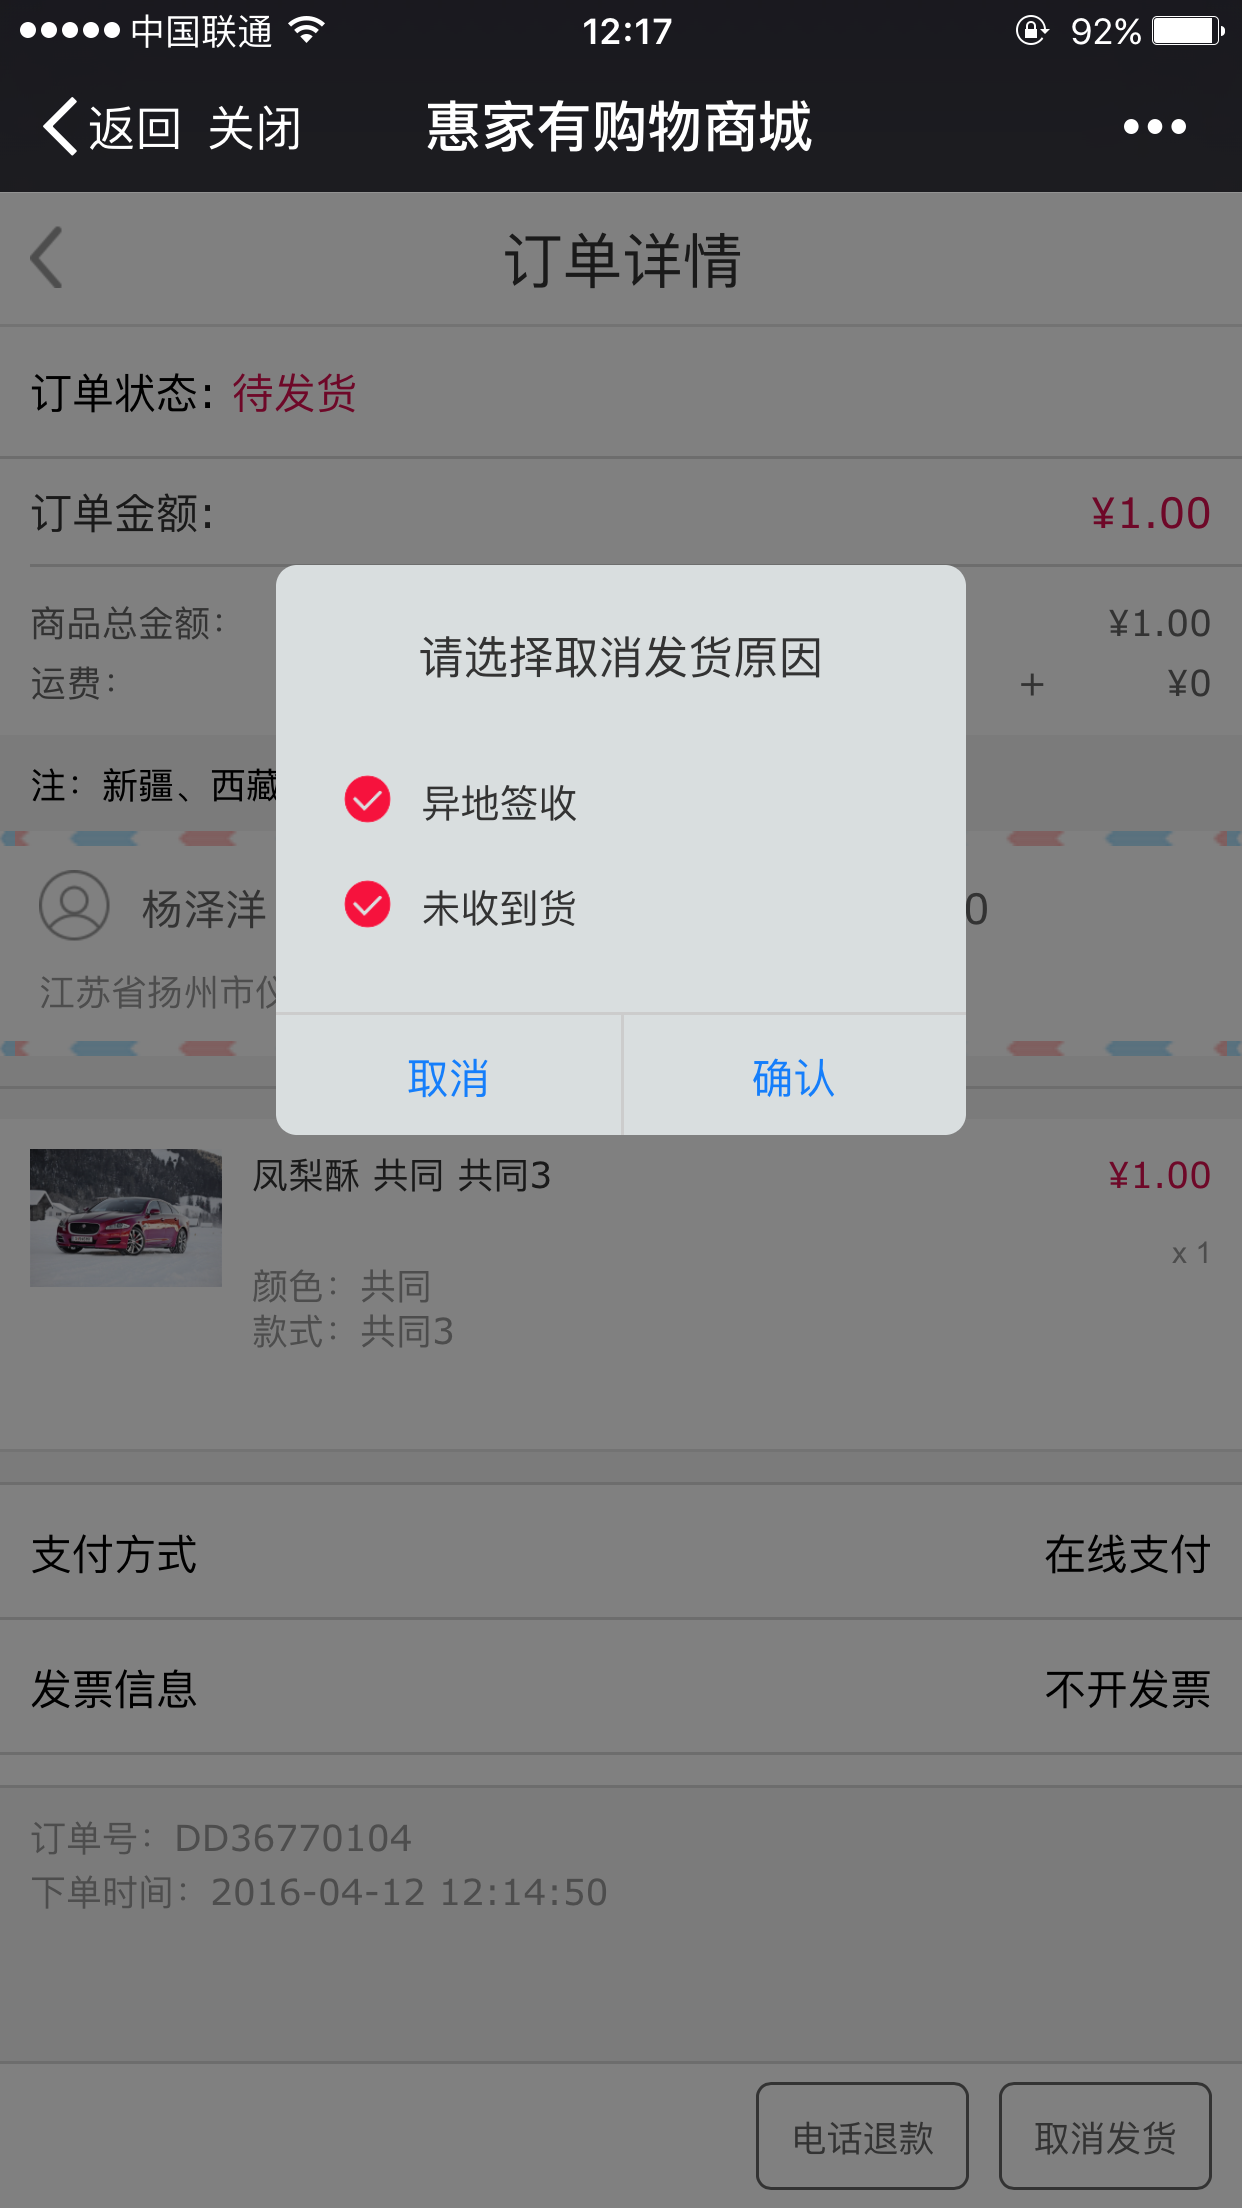 中国联通 12:17 92%
返回 关闭 惠家有购物商城
订单详情
订单状态: 待发货
订单金额: ¥1.00
商品总金额: ¥1.00
运费: + ¥0
注: 新疆、西藏
请选择取消发货原因
异地签收
未收到货
取消 确认
杨泽洋 0
江苏省扬州市仪
凤梨酥 共同 共同3 ¥1.00
x 1
颜色: 共同
款式: 共同3
支付方式 在线支付
发票信息 不开发票
订单号: DD36770104
下单时间: 2016-04-12 12:14:50
电话退款 取消发货